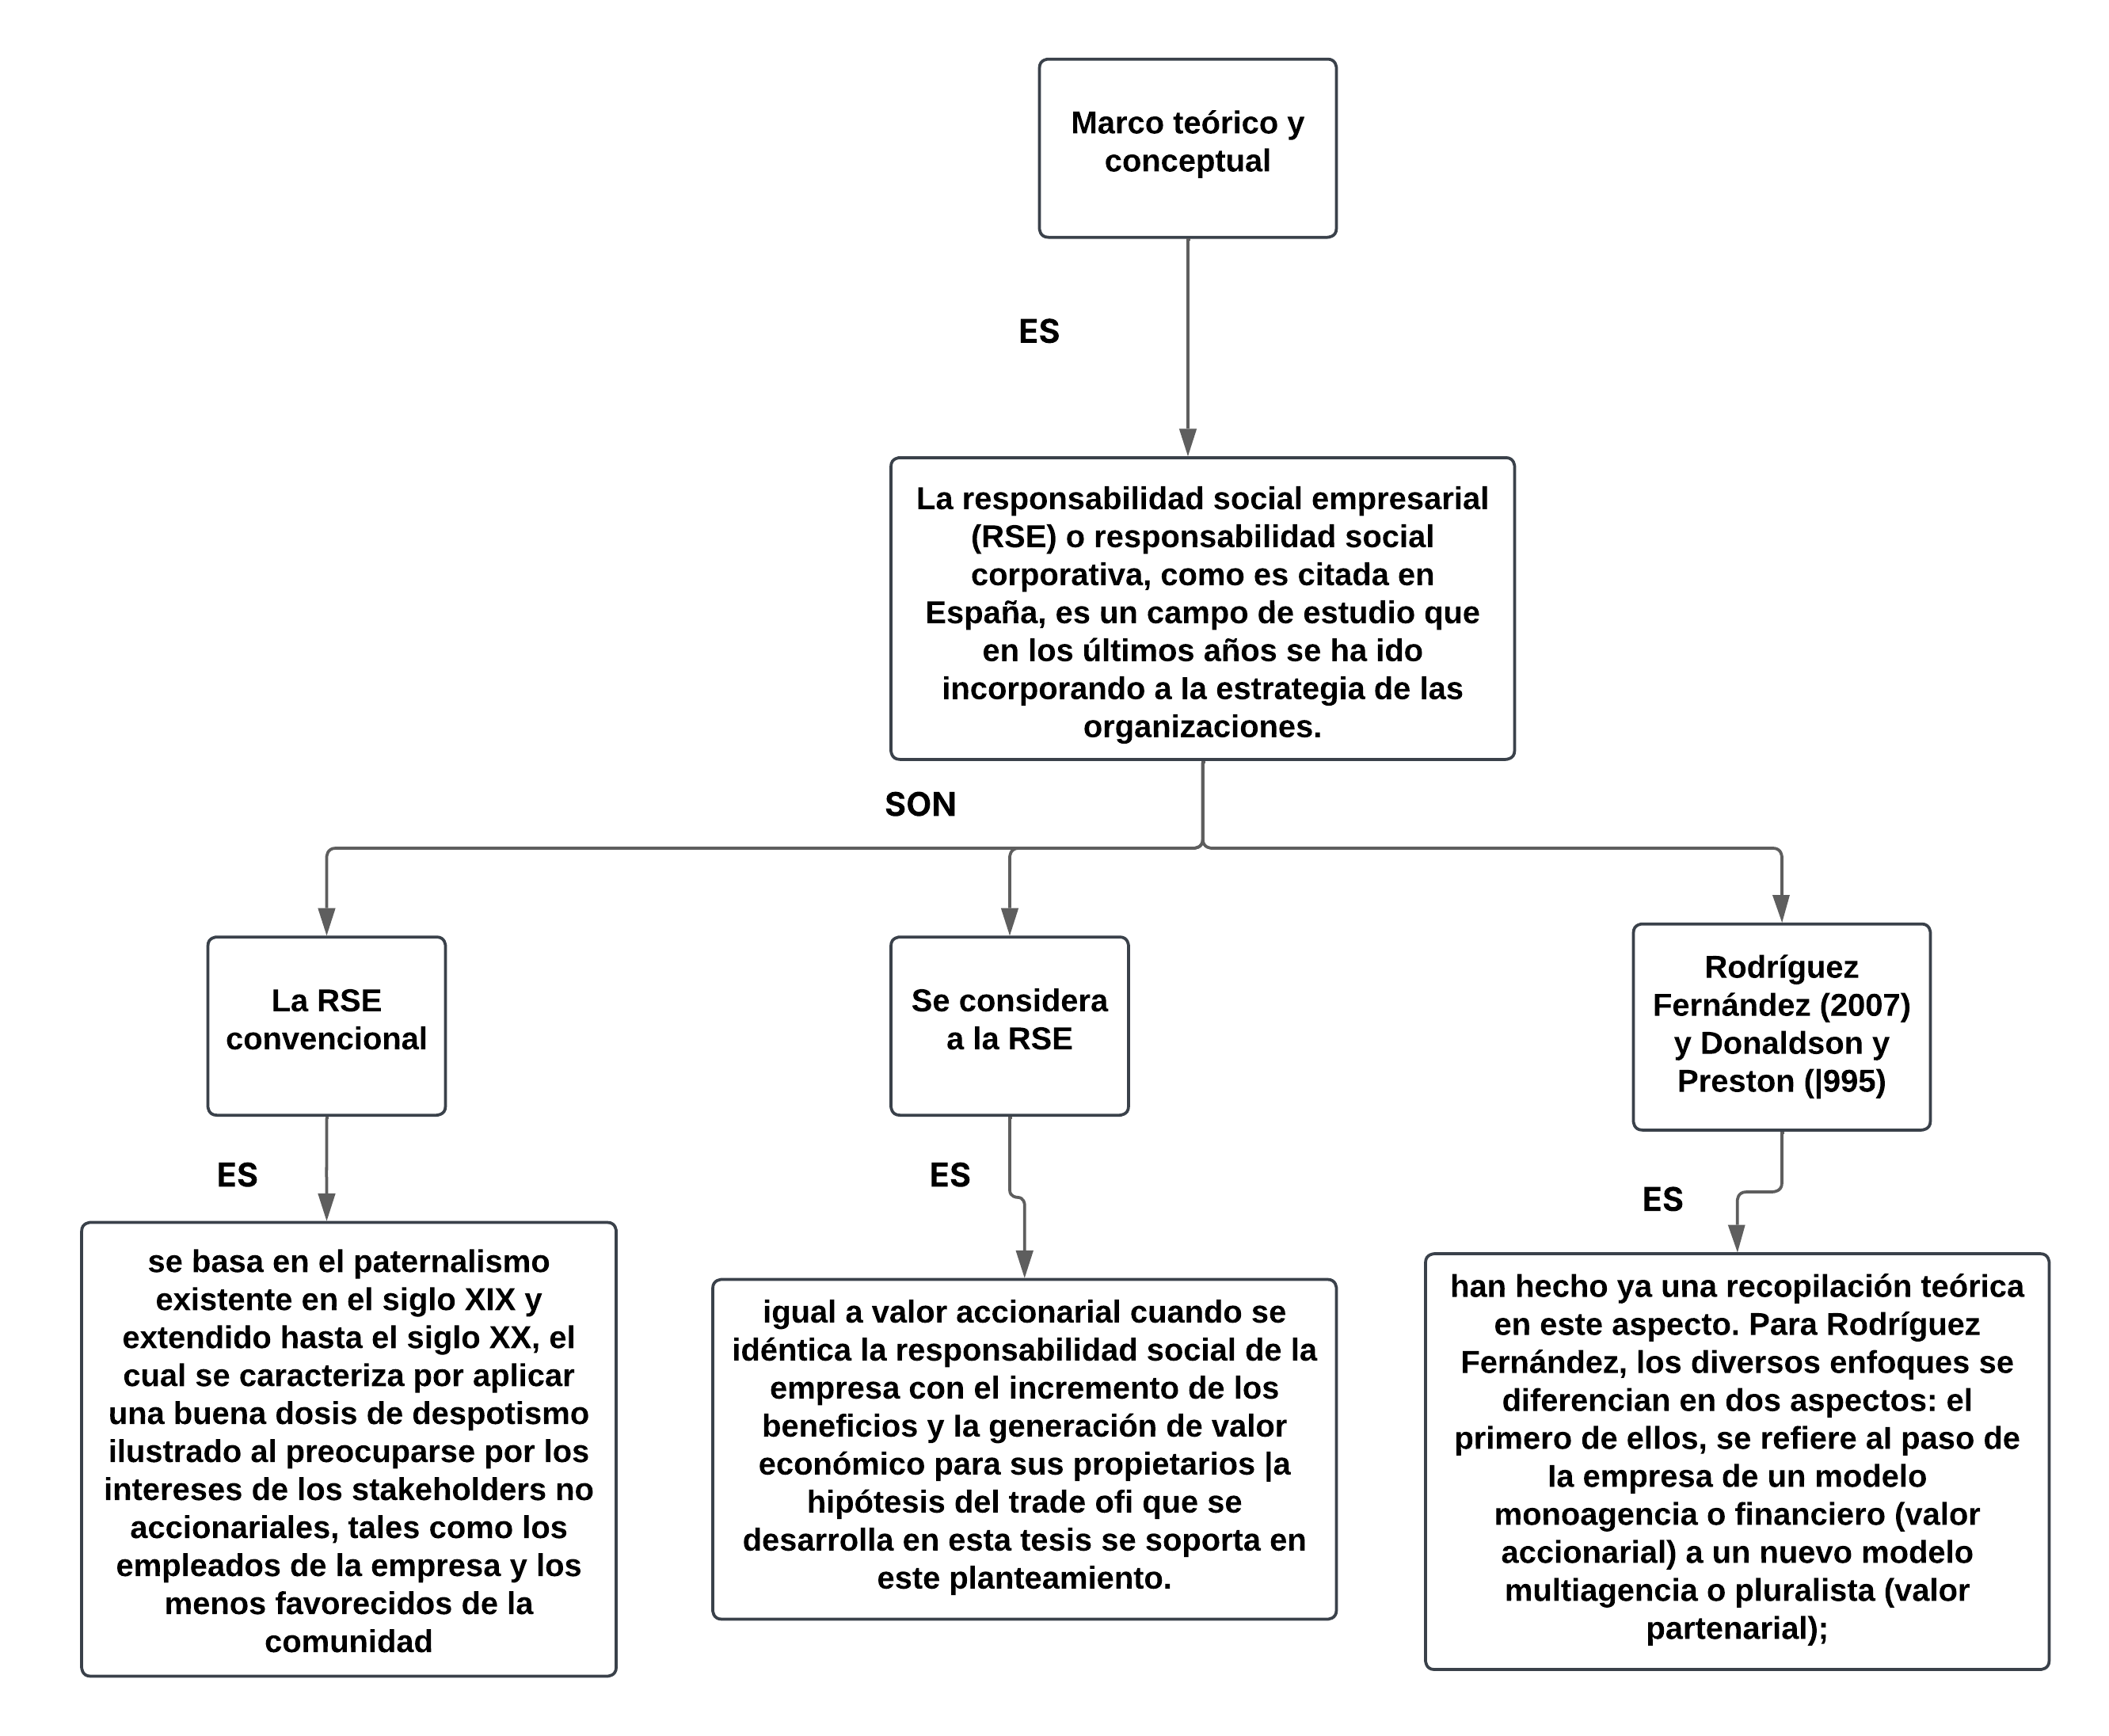 Marco teórico y
conceptual
ES
La responsabilidad social empresarial
(RSE) o responsabilidad social
corporativa, como es citada en
España, es un campo de estudio que
en los últimos años se ha ido
incorporando a la estrategia de las
organizaciones.
SON
La RSE
convencional
Se considera
a la RSE
Rodríguez
Fernández (2007)
y Donaldson y
Preston (|995)
ES
ES
ES
se basa en el paternalismo
existente en el siglo XIX y
extendido hasta el siglo XX, el
cual se caracteriza por aplicar
una buena dosis de despotismo
ilustrado al preocuparse por los
intereses de los stakeholders no
accionariales, tales como los
empleados de la empresa y los
menos favorecidos de la
comunidad
igual a valor accionarial cuando se
idéntica la responsabilidad social de la
empresa con el incremento de los
beneficios y la generación de valor
económico para sus propietarios |a
hipótesis del trade ofi que se
desarrolla en esta tesis se soporta en
este planteamiento.
han hecho ya una recopilación teórica
en este aspecto. Para Rodríguez
Fernández, los diversos enfoques se
diferencian en dos aspectos: el
primero de ellos, se refiere al paso de
la empresa de un modelo
monoagencia o financiero (valor
accionarial) a un nuevo modelo
multiagencia o pluralista (valor
partenarial);